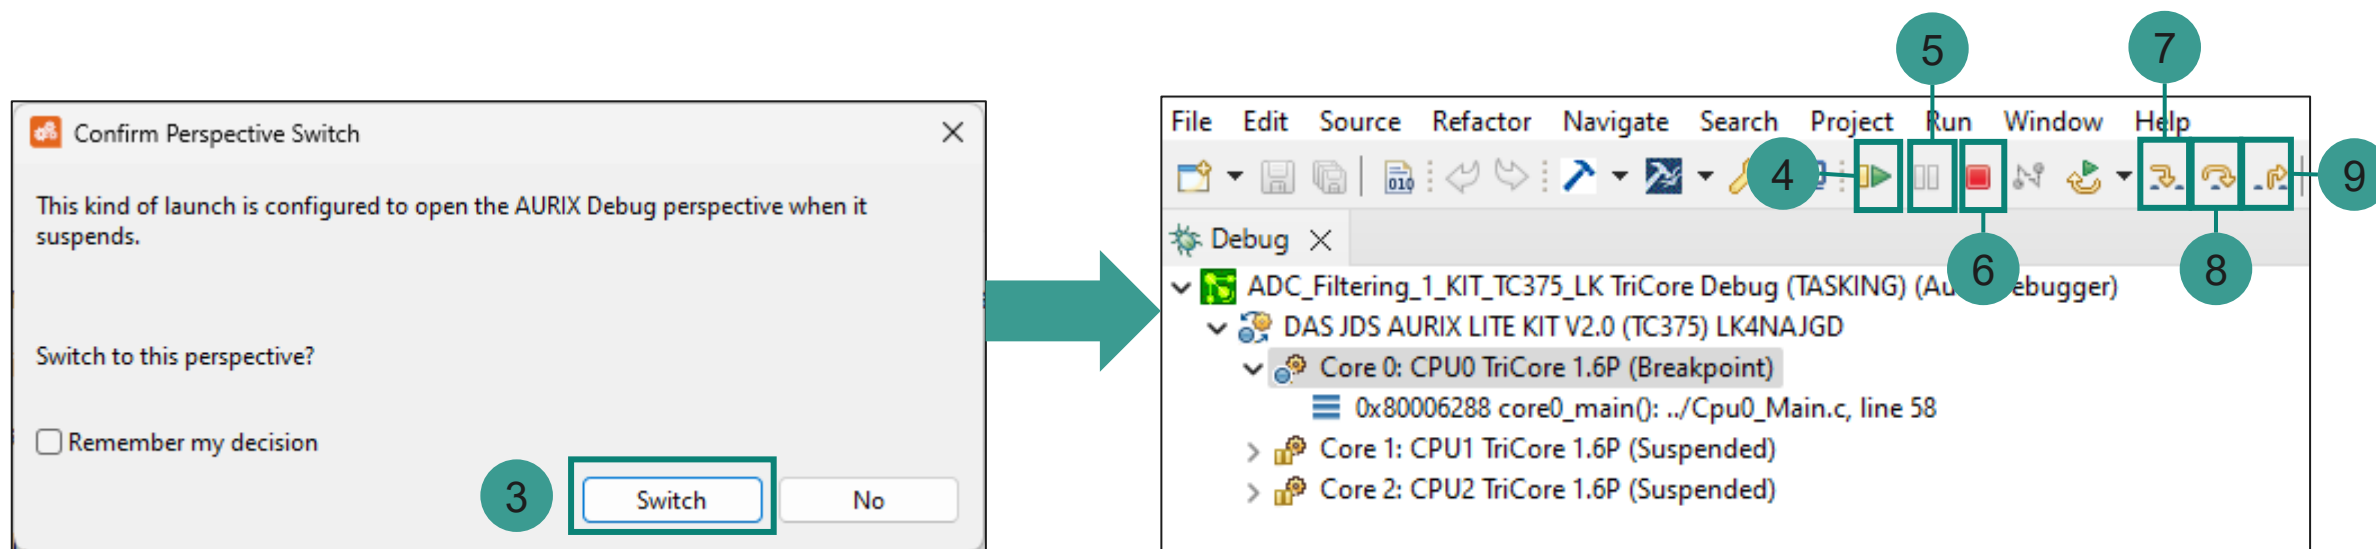 Confirm Perspective Switch
This kind of launch is configured to open the AURIX Debug perspective when it
suspends.
Switch to this perspective?
Remember my decision
3
Switch
No
5
7
File Edit Source Refactor Navigate Search Project Run Window Help
010
4
9
Debug
6
8
ADC_Filtering_1_KIT_TC375_LK TriCore Debug (TASKING) (Au ebugger)
DAS JDS AURIX LITE KIT V2.0 (TC375) LK4NAJGD
Core 0: CPU0 TriCore 1.6P (Breakpoint)
0x80006288 core0_main(): ../Cpu0_Main.c, line 58
Core 1: CPU1 TriCore 1.6P (Suspended)
Core 2: CPU2 TriCore 1.6P (Suspended)